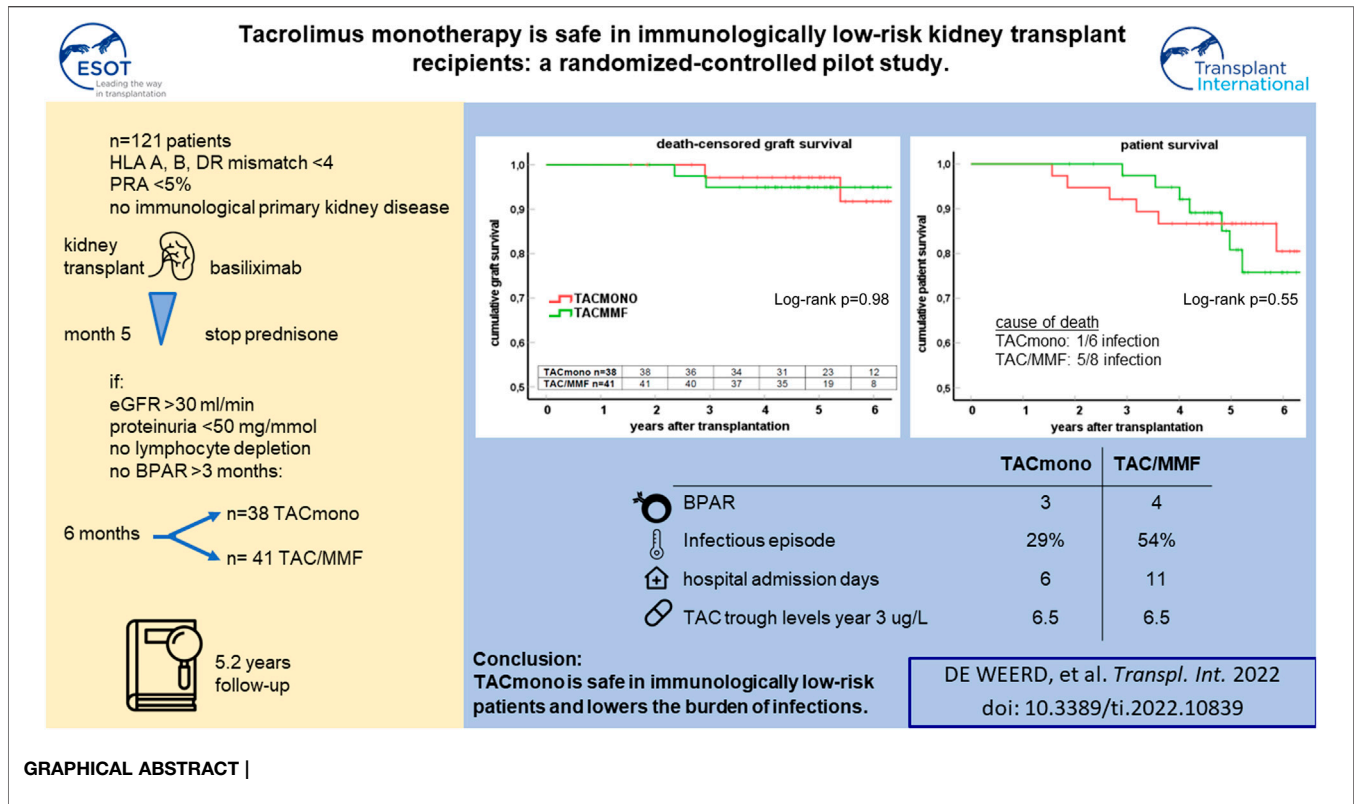 Tacrolimus monotherapy is safe in immunologically low-risk kidney transplant
recipients: a randomized-controlled pilot study.
ESOT
Leading the way
in transplantation
Transplant
International
n=121 patients
HLA A, B, DR mismatch <4
PRA <5%
no immunological primary kidney disease
kidney
transplant
basiliximab
month 5
stop prednisone
if:
eGFR >30 ml/min
proteinuria <50 mg/mmol
no lymphocyte depletion
no BPAR >3 months:
6 months
n=38 TACmono
n= 41 TAC/MMF
5.2 years
follow-up
death-censored graft survival
cumulative graft survival
1,0
0,9
0,8
0,7
0,6
0,5
TACMONO
TACMMF
Log-rank p=0.98
TACmono n=38 38 36 34 31 23 12
TAC/MMF n=41 41 40 37 35 19 8
0 1 2 3 4 5 6
years after transplantation
patient survival
cumulative patient survival
1,0
0,9
0,8
0,7
0,6
0,5
Log-rank p=0.55
cause of death
TACmono: 1/6 infection
TAC/MMF: 5/8 infection
0 1 2 3 4 5 6
years after transplantation
TACmono TAC/MMF
BPAR 3 4
Infectious episode 29% 54%
hospital admission days 6 11
TAC trough levels year 3 ug/L 6.5 6.5
Conclusion:
TACmono is safe in immunologically low-risk
patients and lowers the burden of infections.
DE WEERD, et al. Transpl. Int. 2022
doi: 10.3389/ti.2022.10839
GRAPHICAL ABSTRACT |